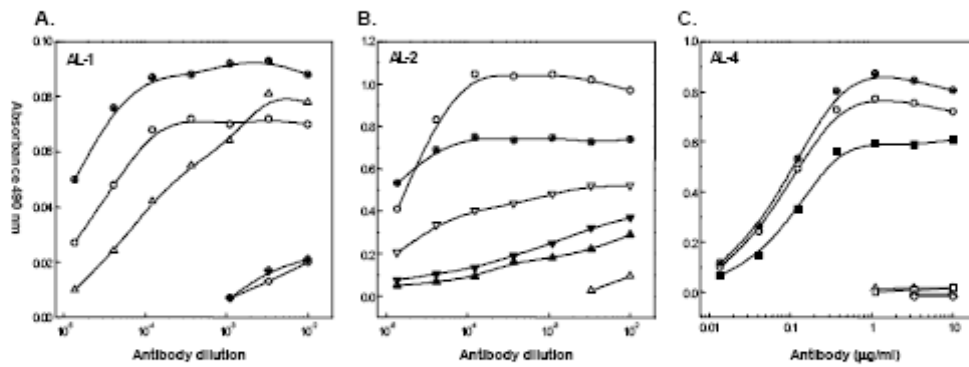 A.
B.
C.
AL-1
AL-2
AL-4
Absorbance 490 nm
0.10
0.08
0.06
0.04
0.02
0.00
1.2
1.0
0.8
0.6
0.4
0.2
0.0
1.0
0.8
0.6
0.4
0.2
0.0
10⁴
0.01 0.1 1 10
Antibody dilution
Antibody dilution
Antibody (µg/ml)